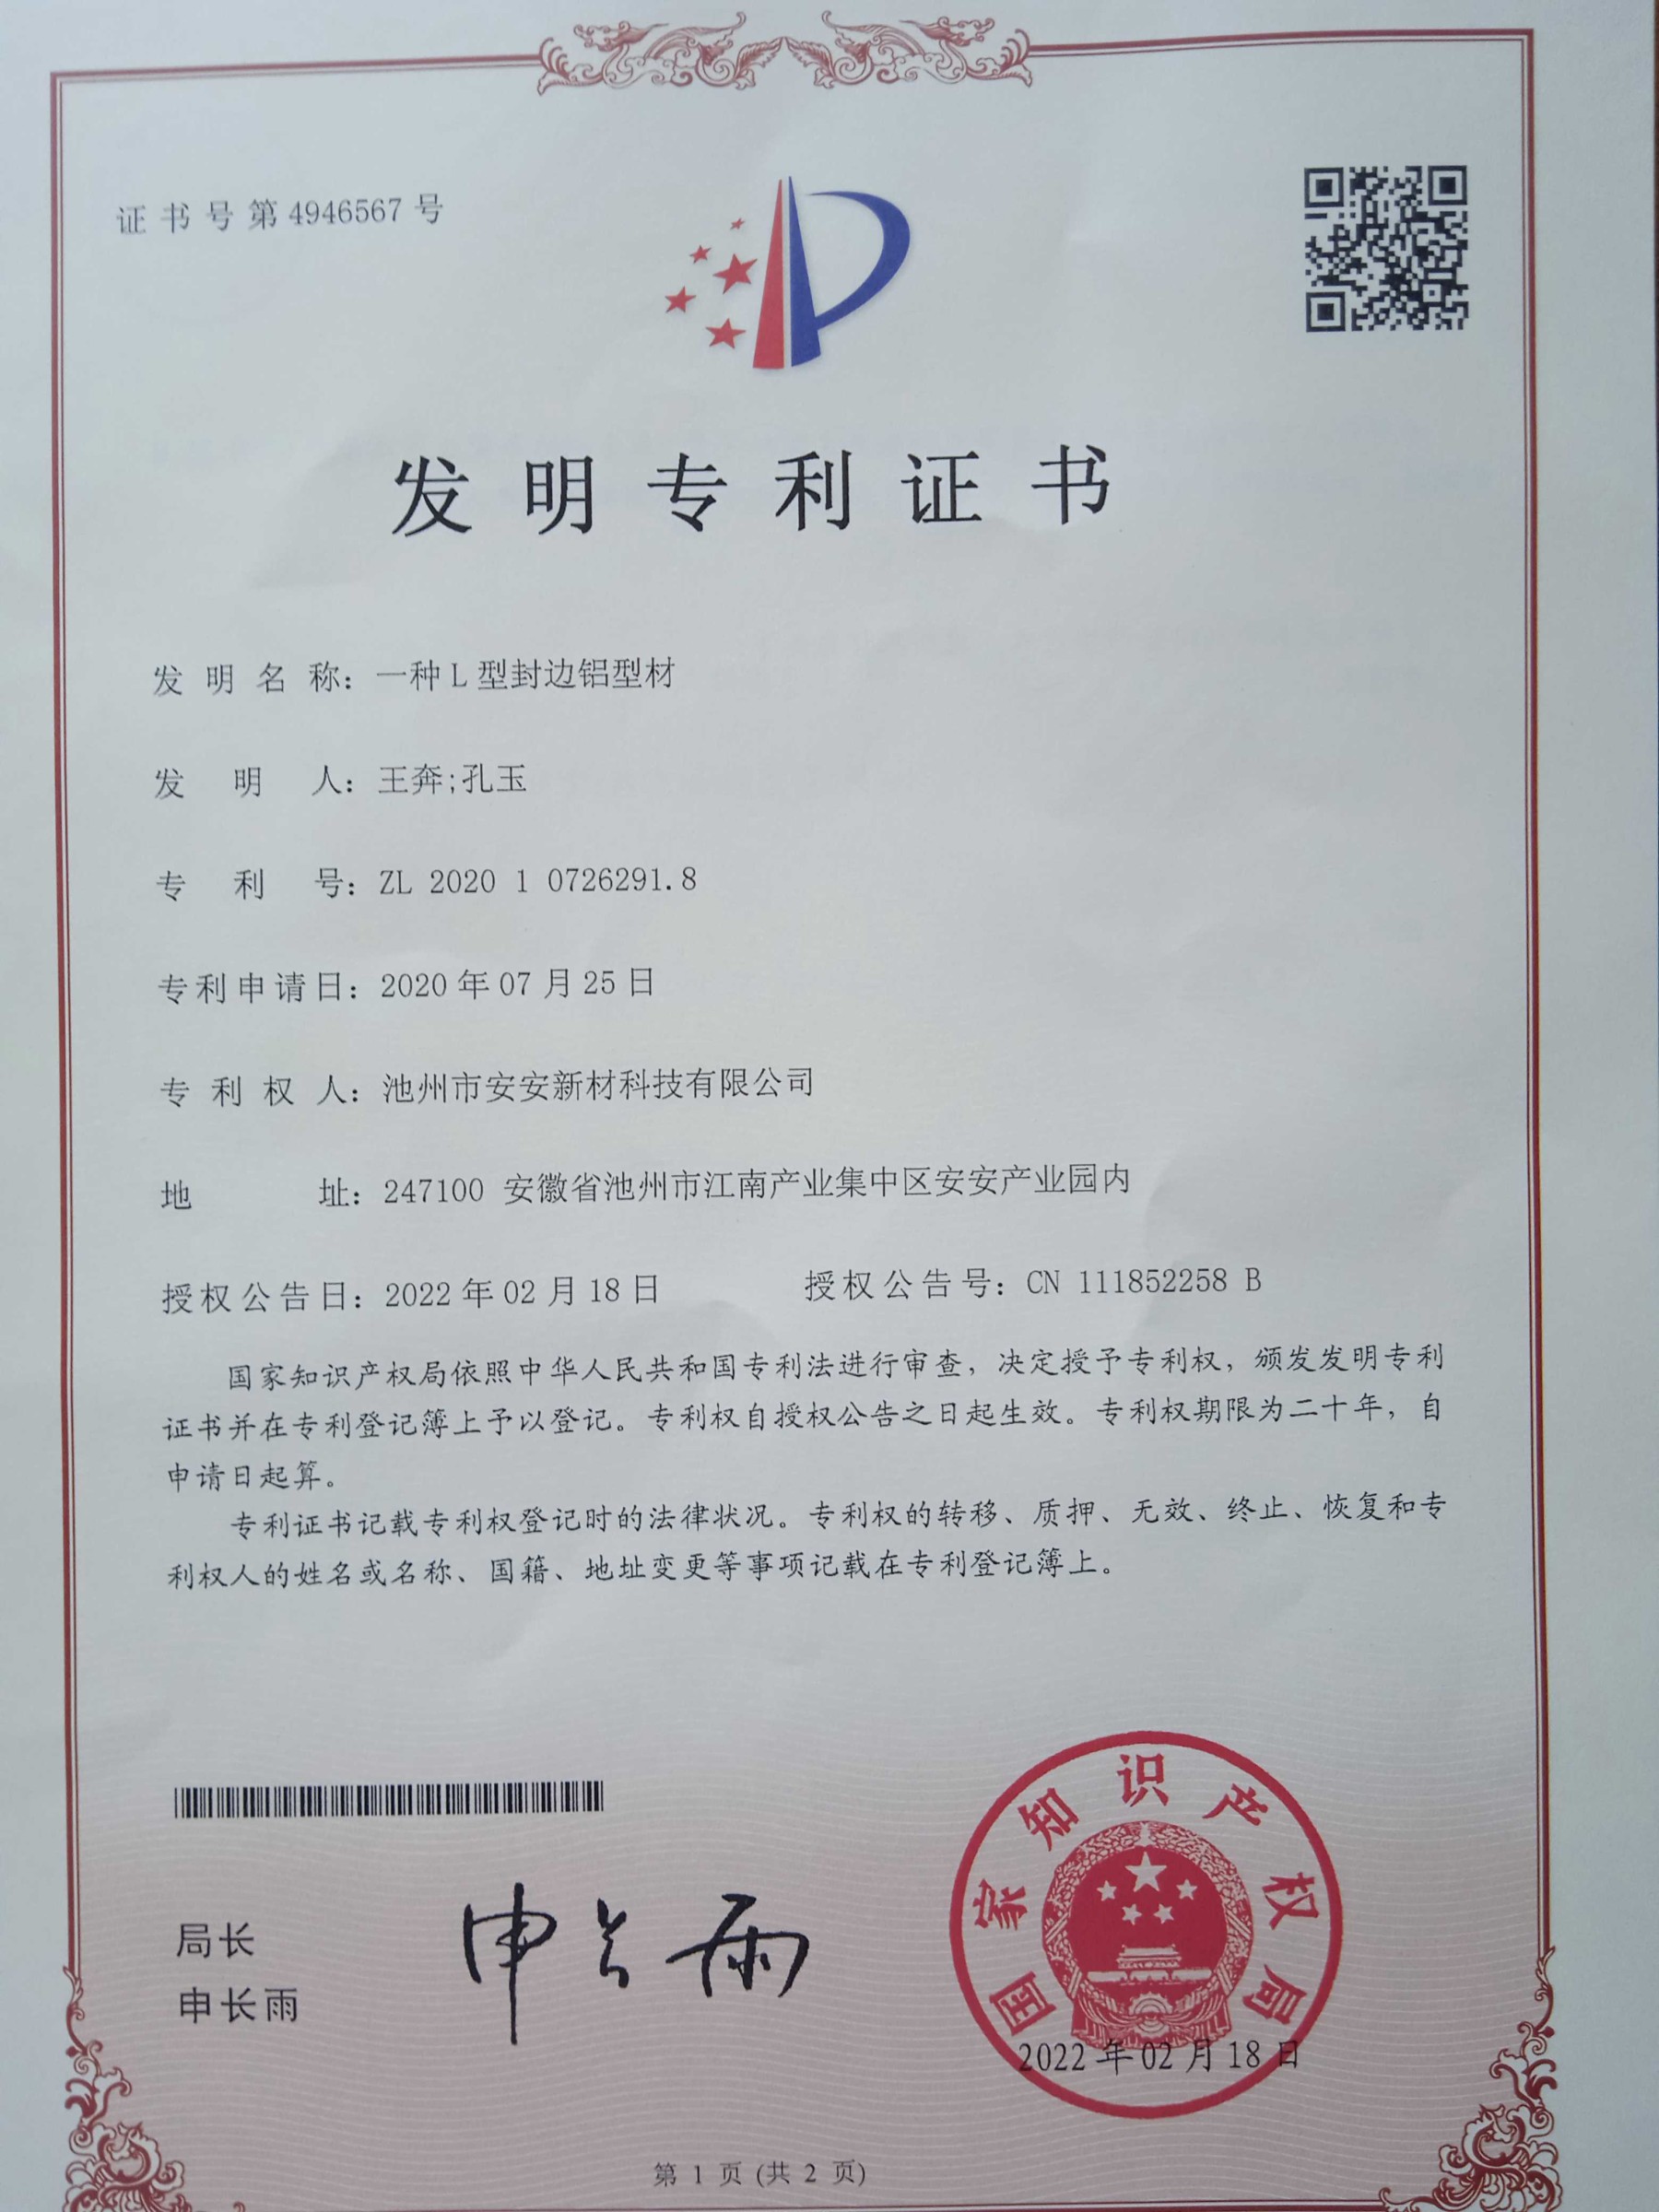 证书号第4946567号
发明专利证书
发明名称：一种L型封边铝型材
发明人：王奔;孔玉
专利号：ZL 2020 1 0726291.8
专利申请日：2020年07月25日
专利权人：池州市安安新材科技有限公司
地址：247100 安徽省池州市江南产业集中区安安产业园内
授权公告日：2022年02月18日 授权公告号：CN 111852258 B
国家知识产权局依照中华人民共和国专利法进行审查，决定授予专利权，颁发发明专利
证书并在专利登记簿上予以登记。专利权自授权公告之日起生效。专利权期限为二十年，自
申请日起算。
专利证书记载专利权登记时的法律状况。专利权的转移、质押、无效、终止、恢复和专
利权人的姓名或名称、国籍、地址变更等事项记载在专利登记簿上。
局长
申长雨
申长雨
国家知识产权局
2022年02月18日
第 1 页 (共 2 页)